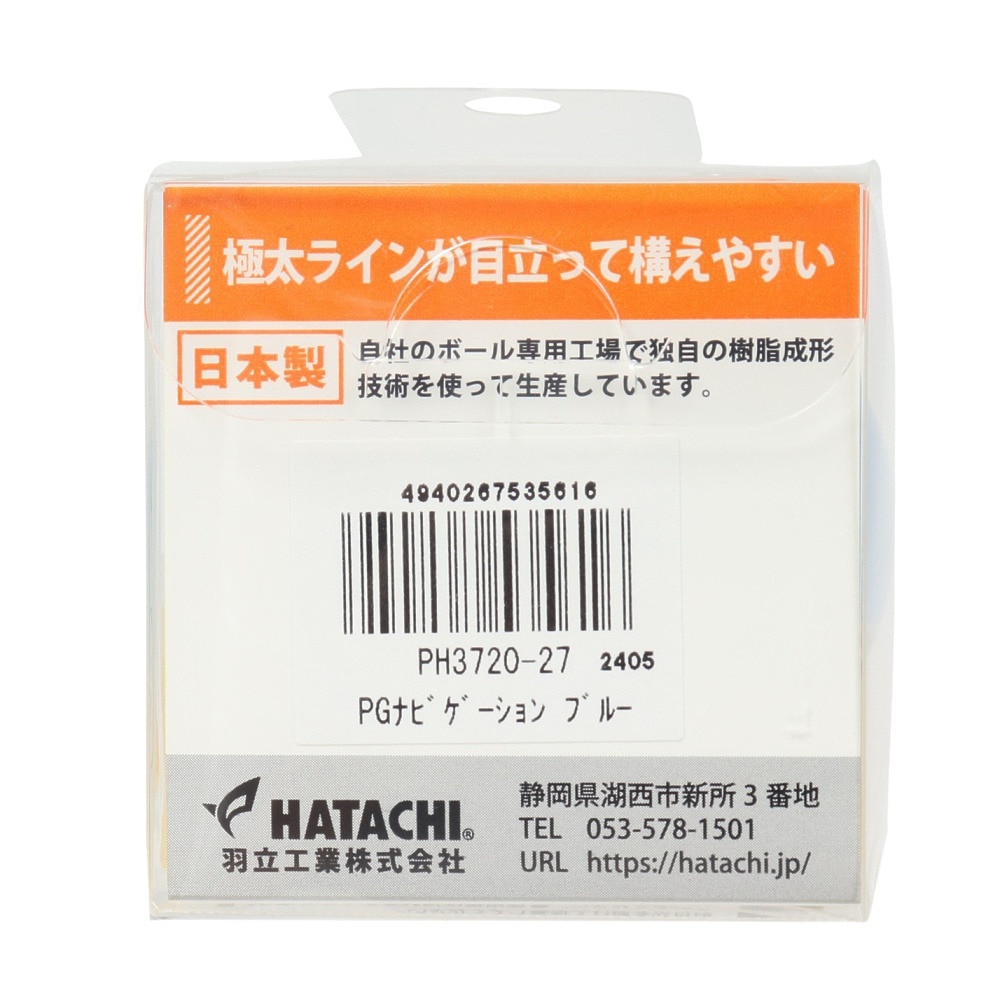 極太ラインが目立って構えやすい
日本製
自社のボール専用工場で独自の樹脂成形
技術を使って生産しています。
4940267535616
PH3720-27 2405
PGﾅﾋﾞｹﾞｰｼｮﾝ ﾌﾞﾙｰ
HATACHI®
羽立工業株式会社
静岡県湖西市新所3番地
TEL 053-578-1501
URL https://hatachi.jp/